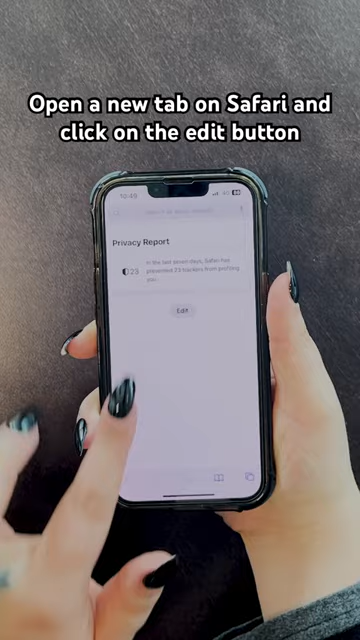 Open a new tab on Safari and
click on the edit button
Privacy Report
23
In the last seven days, Safari has
prevented 23 trackers from profiling
you.
Edit